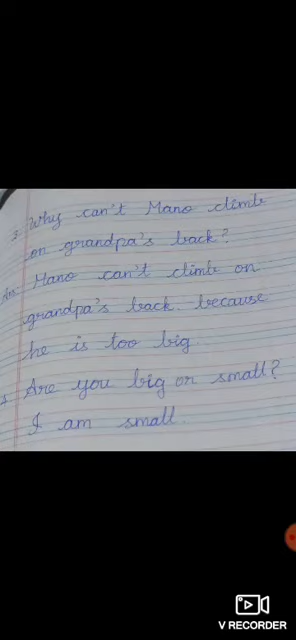 3. Why can't Mano climb
on grandpa's back?
Ans. Mano can't climb on
grandpa's back because
he is too big.
Are you big or small?
I am small.
V RECORDER